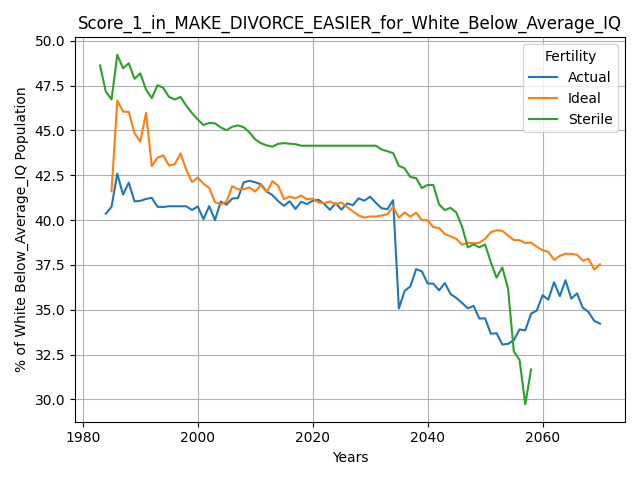 Score_1_in_MAKE_DIVORCE_EASIER_for_White_Below_Average_IQ
% of White Below_Average_IQ Population
50.0
47.5
45.0
42.5
40.0
37.5
35.0
32.5
30.0
Fertility
Actual
Ideal
Sterile
1980
2000
2020
2040
2060
Years